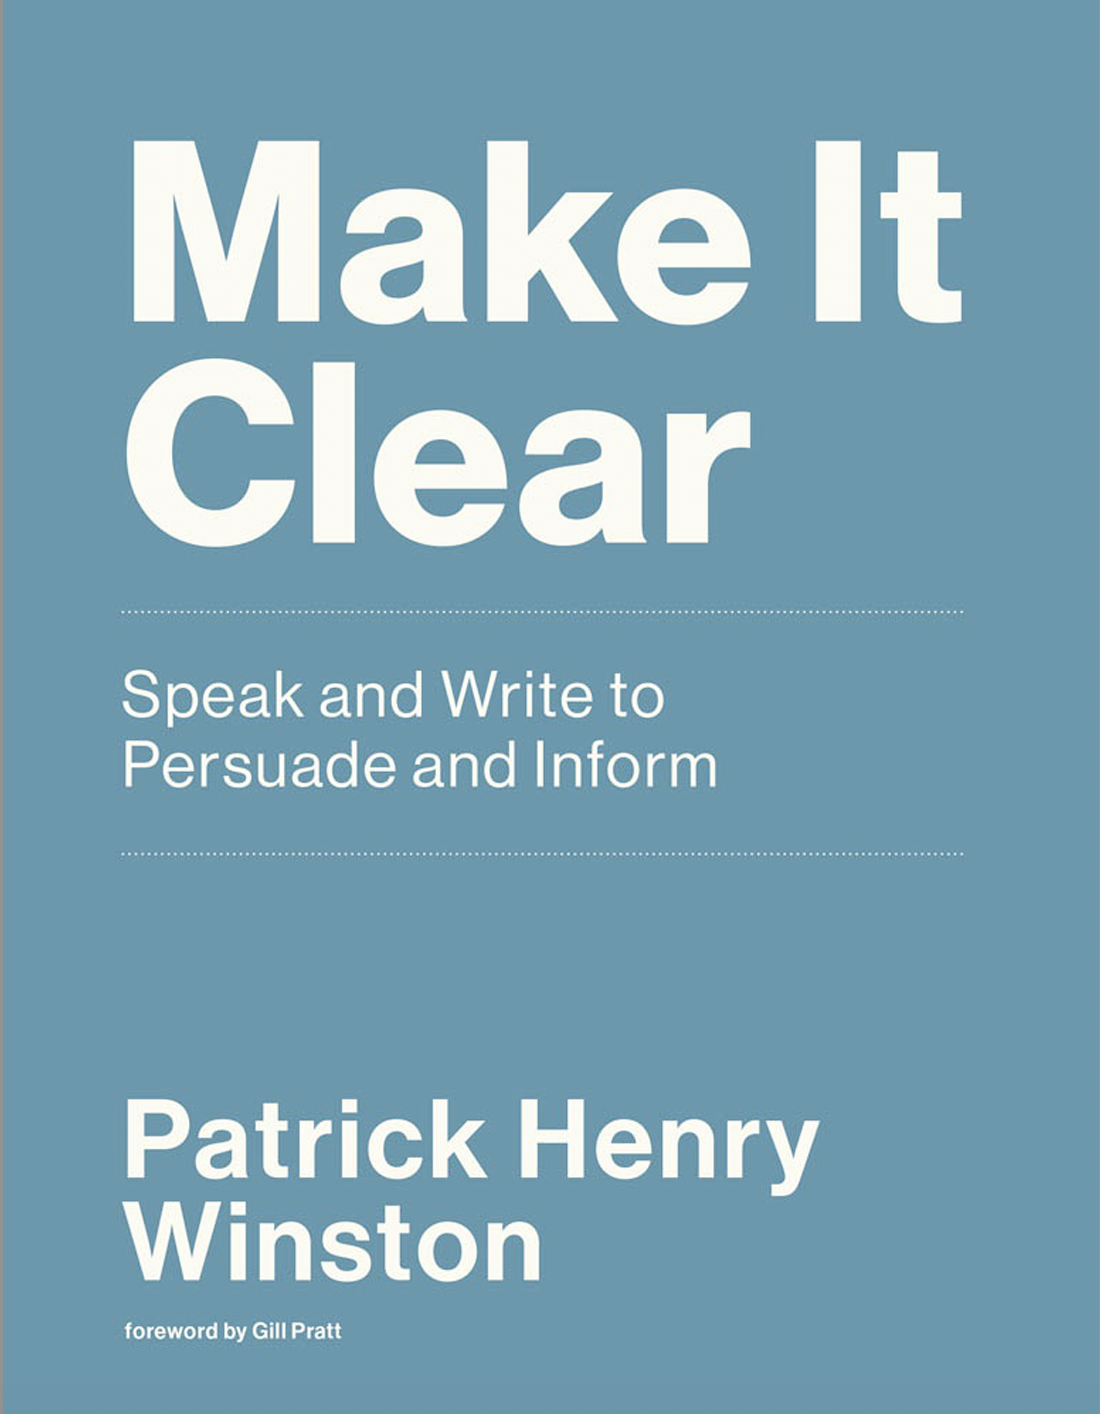 Make It
Clear
Speak and Write to
Persuade and Inform
Patrick Henry
Winston
foreword by Gill Pratt